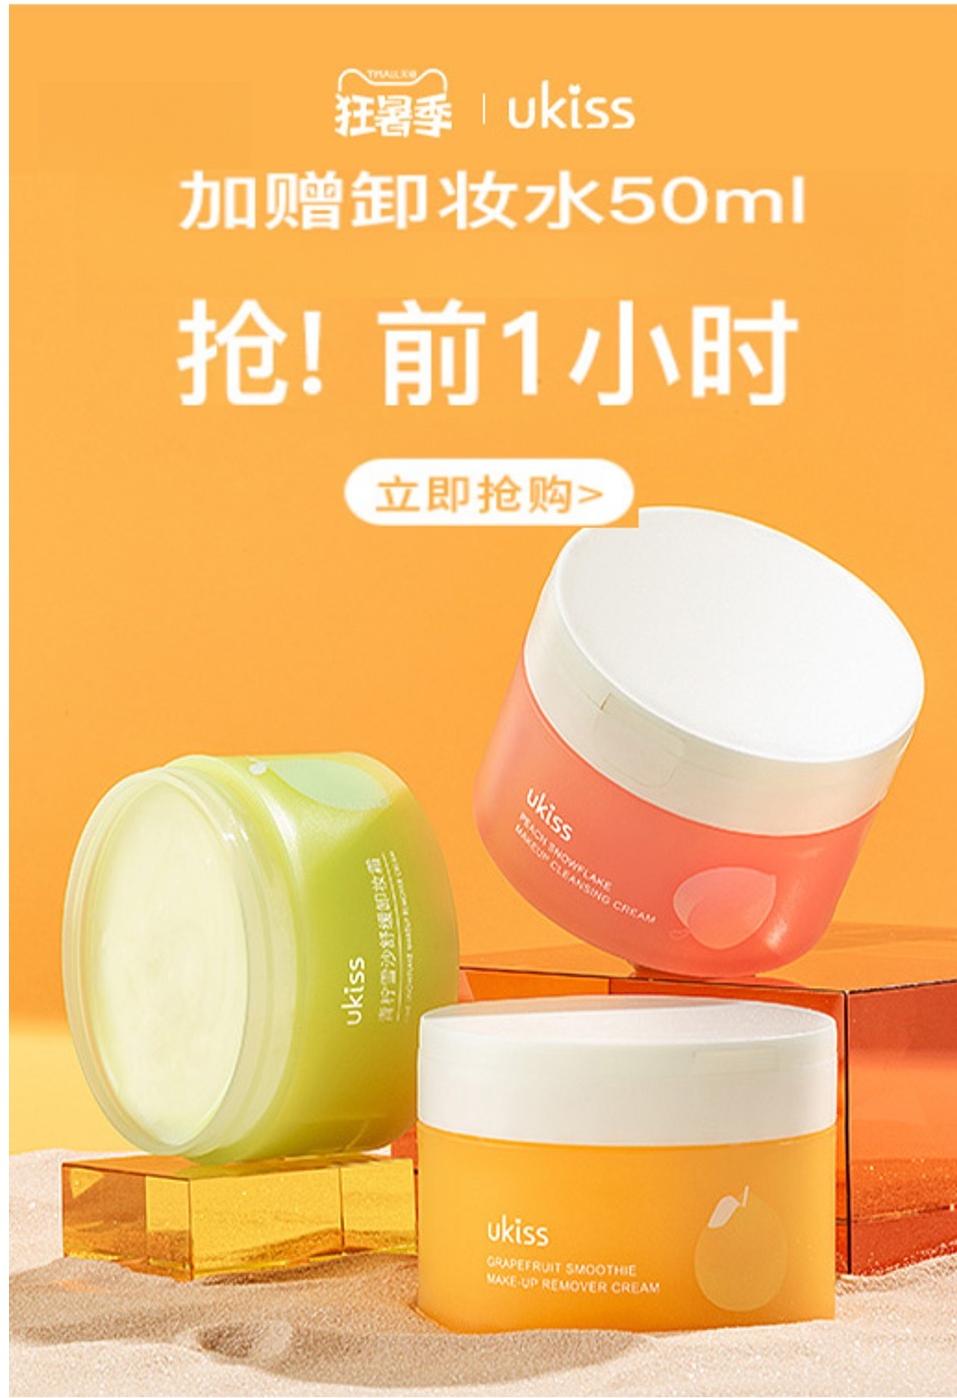 TMALL天猫
狂暑季 | ukiss
加赠卸妆水50ml
抢! 前1小时
立即抢购>
ukiss
PEACH SNOWFLAKE
MAKEUP CLEANSING CREAM
ukiss
青柠雪沙舒缓卸妆霜
ukiss
GRAPEFRUIT SMOOTHIE
MAKE-UP REMOVER CREAM